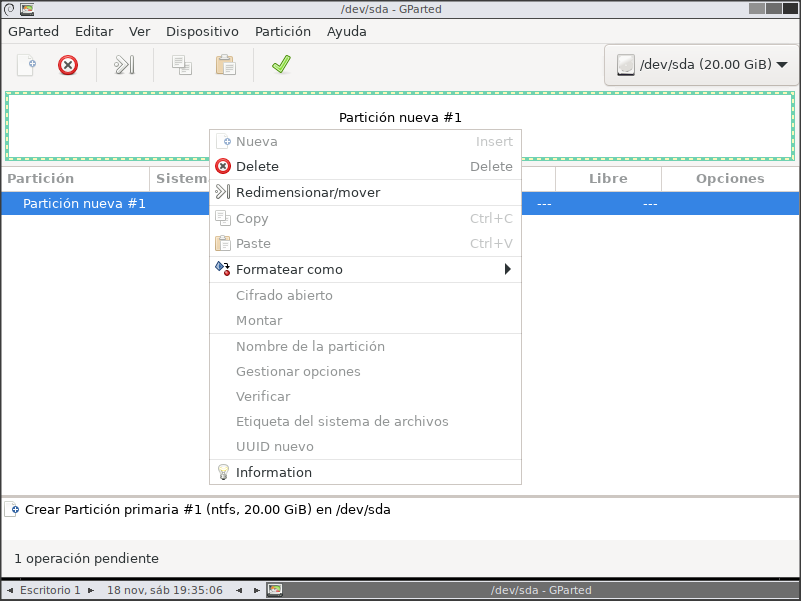 /dev/sda - GParted
GParted Editar Ver Dispositivo Partición Ayuda
/dev/sda (20.00 GiB)
Partición nueva #1
Partición Sistem Libre Opciones
Partición nueva #1 --- ---
Nueva Insert
Delete Delete
Redimensionar/mover
Copy Ctrl+C
Paste Ctrl+V
Formatear como
Cifrado abierto
Montar
Nombre de la partición
Gestionar opciones
Verificar
Etiqueta del sistema de archivos
UUID nuevo
Information
Crear Partición primaria #1 (ntfs, 20.00 GiB) en /dev/sda
1 operación pendiente
Escritorio 1 18 nov, sáb 19:35:06 /dev/sda - GParted